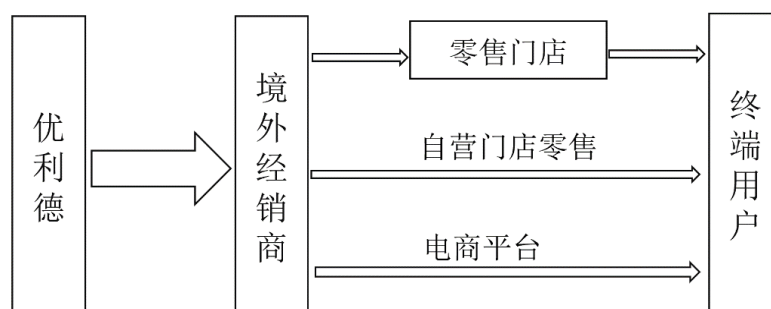 优利德
境外经销商
零售门店
自营门店零售
电商平台
终端用户